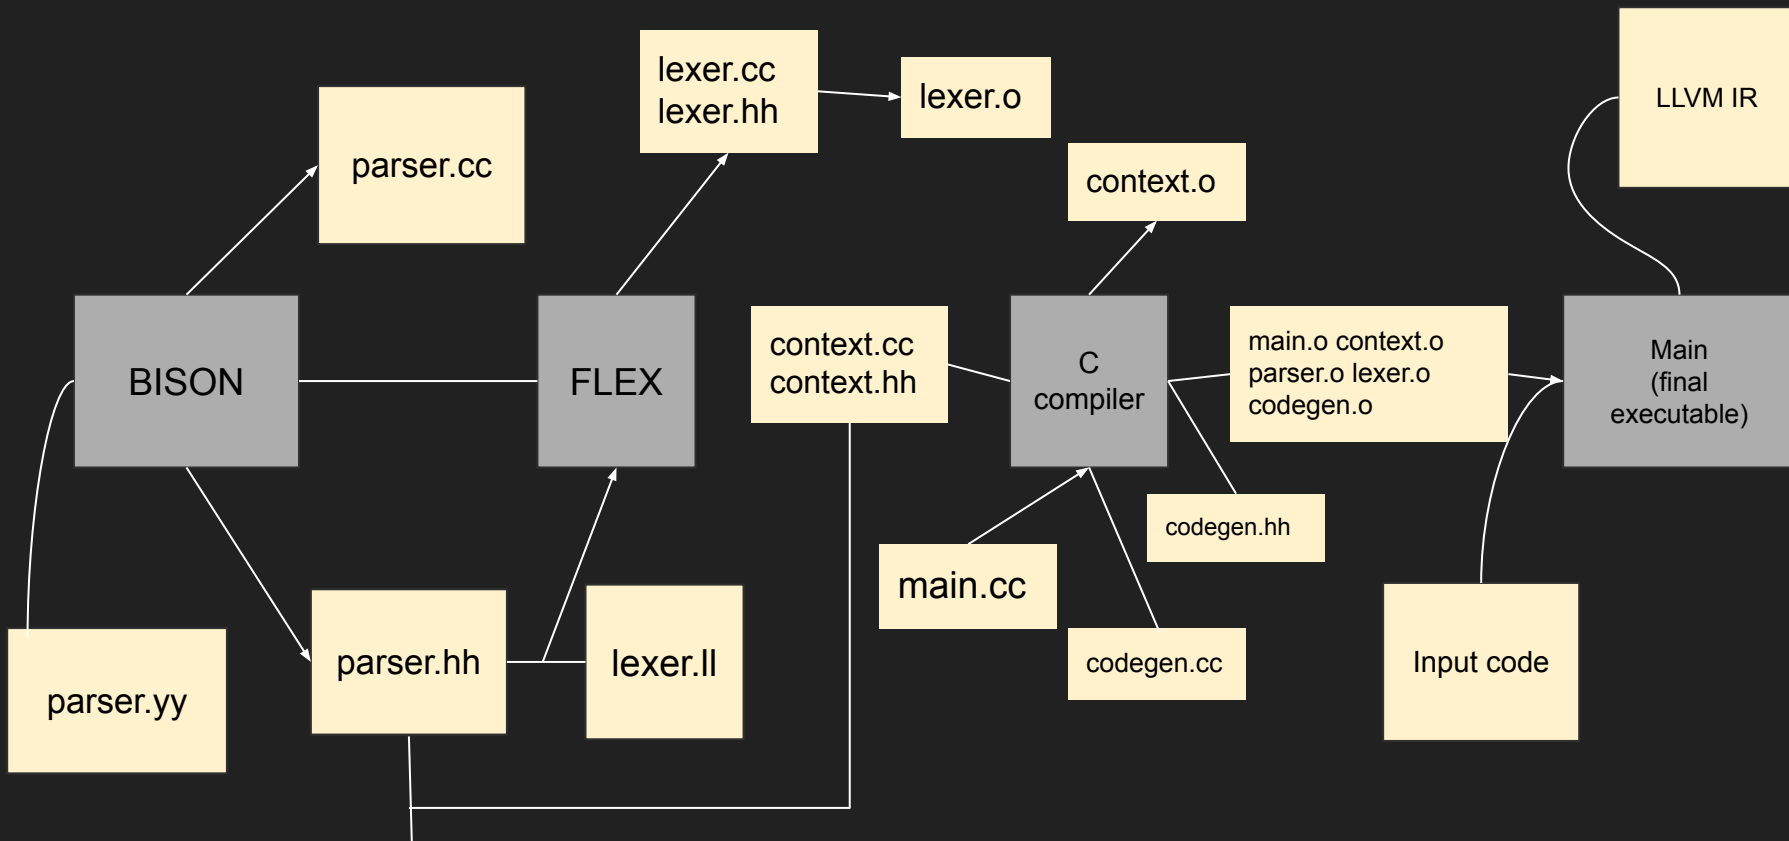 lexer.cc
lexer.hh
lexer.o
LLVM IR
parser.cc
context.o
BISON
FLEX
context.cc
context.hh
C
compiler
main.o context.o
parser.o lexer.o
codegen.o
Main
(final
executable)
codegen.hh
main.cc
parser.hh
lexer.ll
codegen.cc
Input code
parser.yy